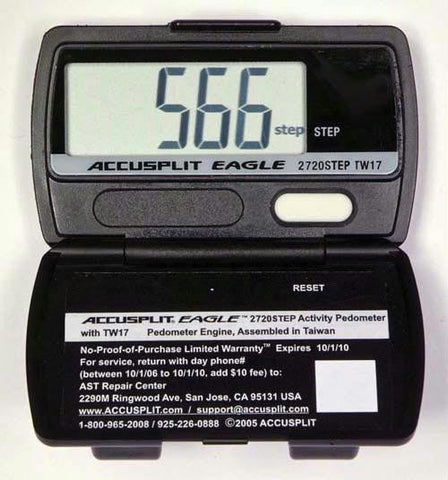 566 step STEP
ACCUSPLIT EAGLE 2720STEP TW17
RESET
ACCUSPLIT EAGLE™ 2720STEP Activity Pedometer
with TW17 Pedometer Engine, Assembled in Taiwan
No-Proof-of-Purchase Limited Warranty™ Expires 10/1/10
For service, return with day phone#
(between 10/1/06 to 10/1/10, add $10 fee) to:
AST Repair Center
2290M Ringwood Ave, San Jose, CA 95131 USA
www.ACCUSPLIT.com / support@accusplit.com
1-800-965-2008 / 925-226-0888 ©2005 ACCUSPLIT